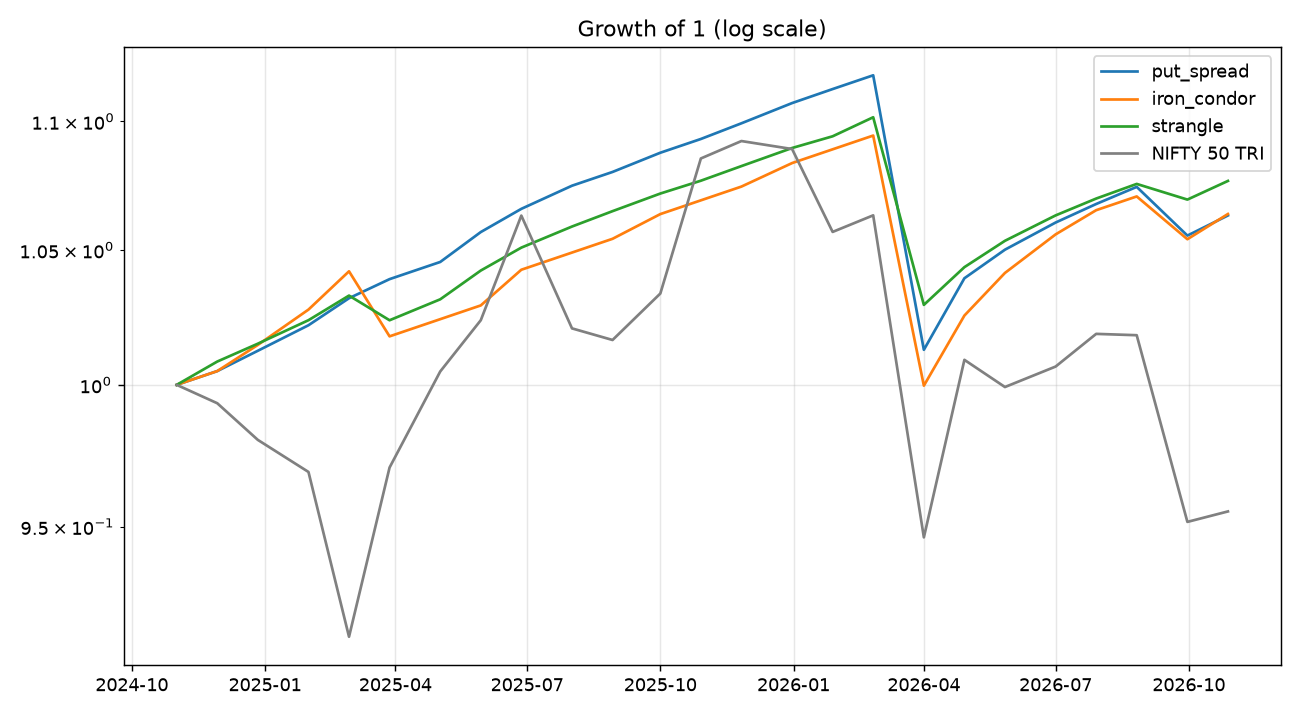 Growth of 1 (log scale)
put_spread
iron_condor
strangle
NIFTY 50 TRI
1.1 × 10⁰
1.05 × 10⁰
10⁰
9.5 × 10⁻¹
2024-10 2025-01 2025-04 2025-07 2025-10 2026-01 2026-04 2026-07 2026-10